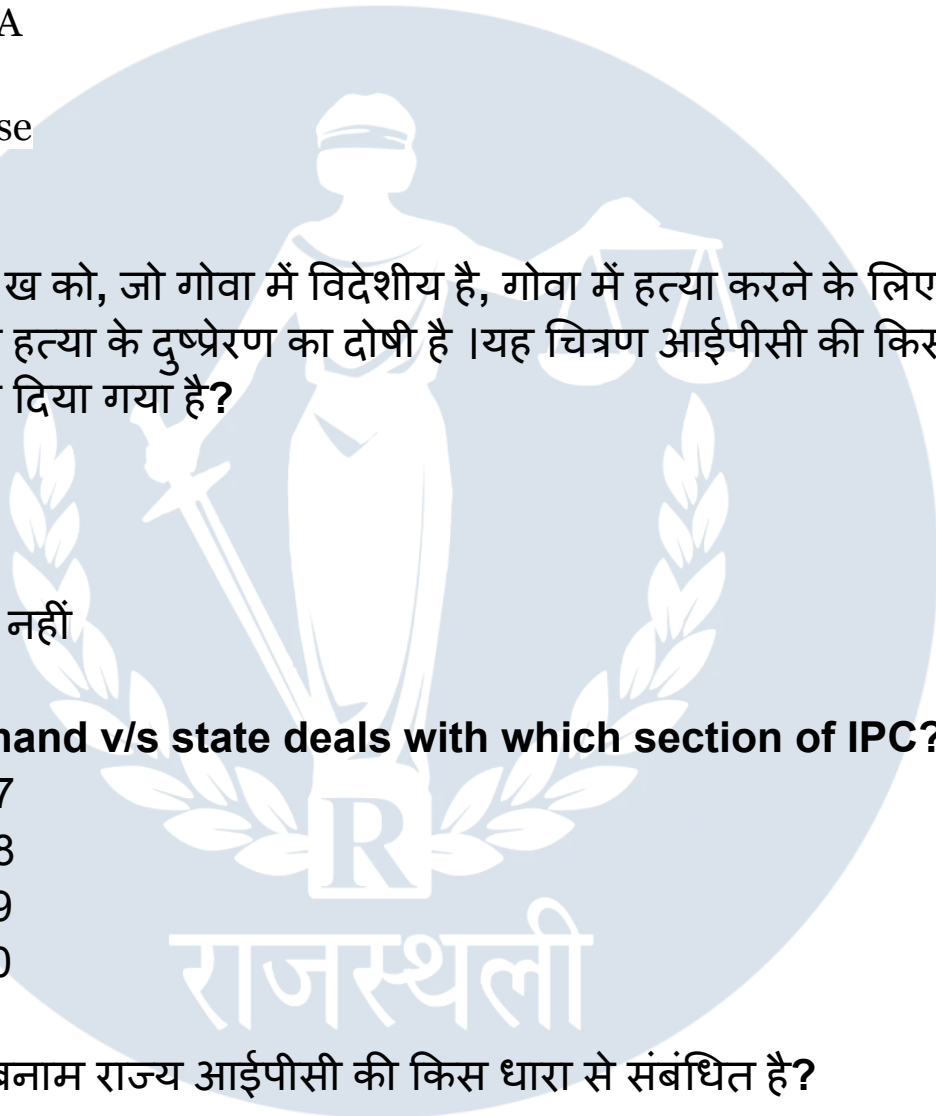 A
se
ख को, जो गोवा में विदेशीय है, गोवा में हत्या करने के लिए
हत्या के दुष्प्रेरण का दोषी है ।यह चित्रण आईपीसी की किस
दिया गया है?
नहीं
hand v/s state deals with which section of IPC?
7
8
9
0
R
राजस्थली
बनाम राज्य आईपीसी की किस धारा से संबंधित है?